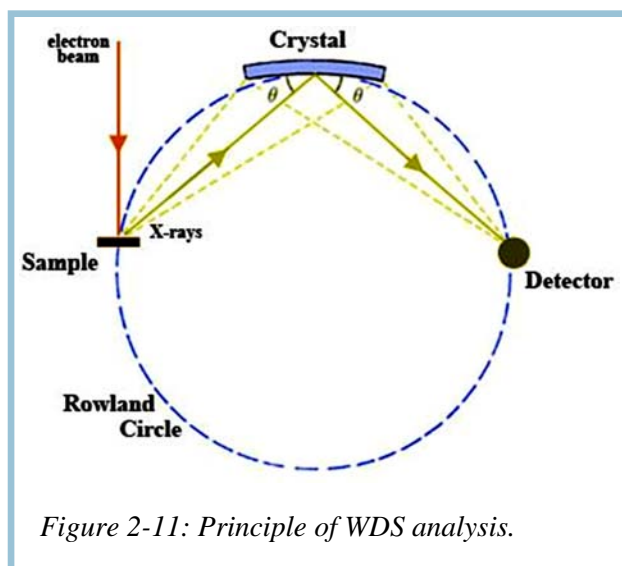 electron
beam
Crystal
θ
θ
X-rays
Sample
Detector
Rowland
Circle
Figure 2-11: Principle of WDS analysis.